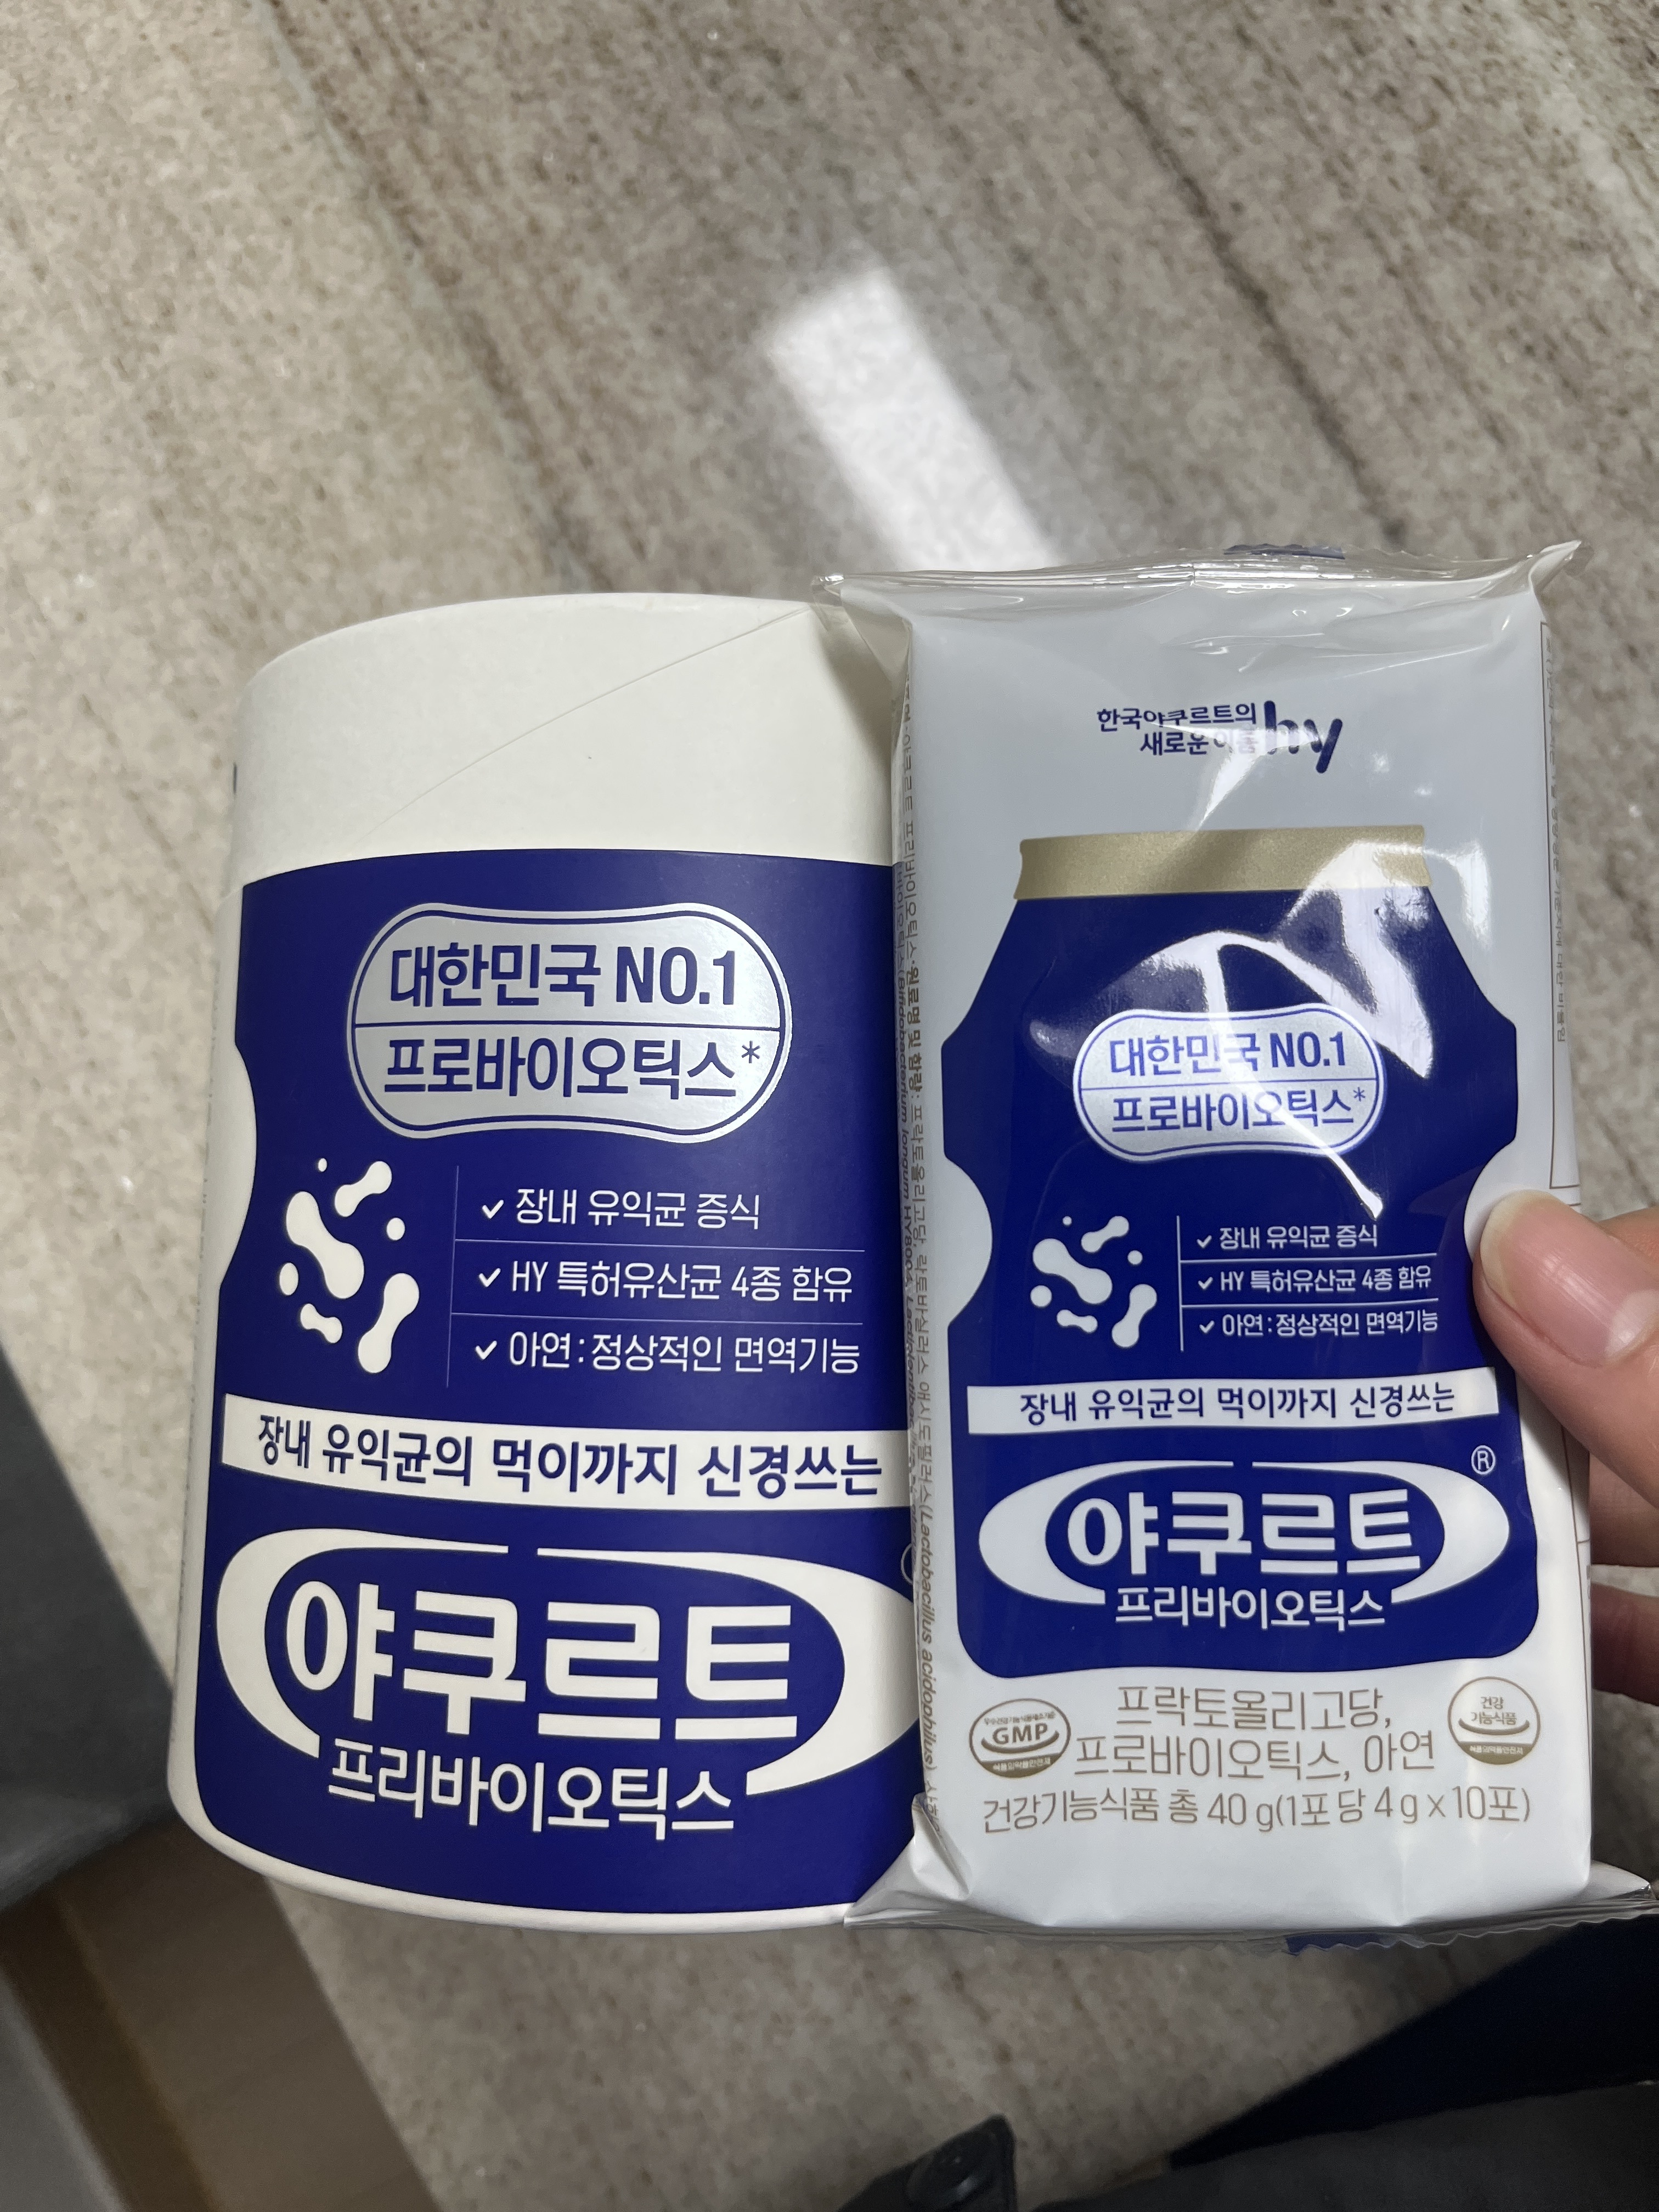 대한민국 NO.1
프로바이오틱스*
✓ 장내 유익균 증식
✓ HY 특허유산균 4종 함유
✓ 아연:정상적인 면역기능
장내 유익균의 먹이까지 신경쓰는
야쿠르트
프리바이오틱스
한국야쿠르트의
새로운 이름 hy
대한민국 NO.1
프로바이오틱스*
✓ 장내 유익균 증식
✓ HY 특허유산균 4종 함유
✓ 아연:정상적인 면역기능
장내 유익균의 먹이까지 신경쓰는
®
야쿠르트
프리바이오틱스
GMP
프락토올리고당,
프로바이오틱스, 아연
건강기능식품 총 40 g(1포 당 4 g x 10포)
건강
기능식품
식품의약품안전처